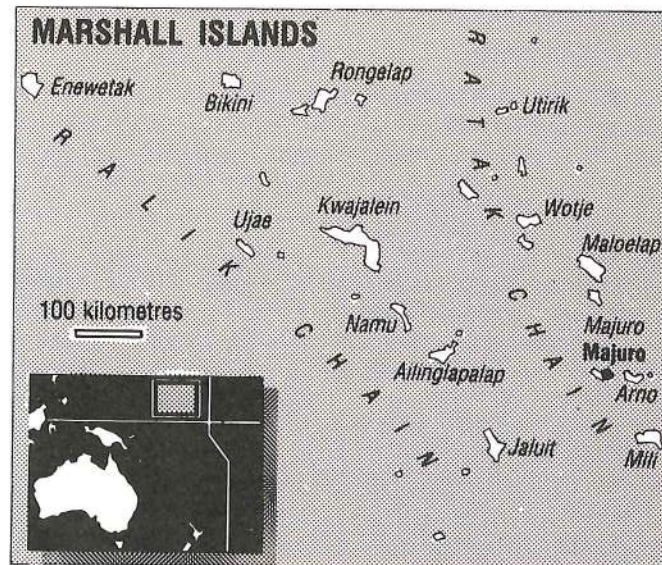 MARSHALL ISLANDS
Enewetak
Bikini
Rongelap
Utirik
RALIK CHAIN
RATAK CHAIN
Ujae
Kwajalein
Wotje
Maloelap
100 kilometres
Namu
Ailinglapalap
Majuro
Majuro
Arno
Jaluit
Mili